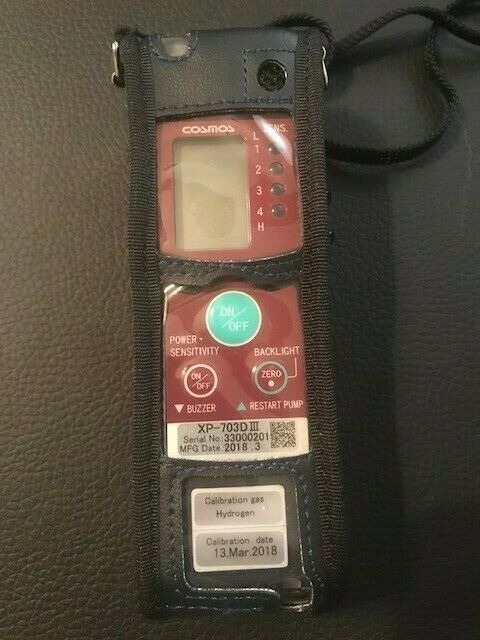 COSMOS
L SENS.
1
2
3
4
H
ON/OFF
POWER・
SENSITIVITY
BACKLIGHT
ON/OFF
ZERO
▼ BUZZER
▲ RESTART PUMP
XP-703DⅢ
Serial No:33000201
MFG Date:2018 .3
Calibration gas
Hydrogen
Calibration date
13.Mar.2018